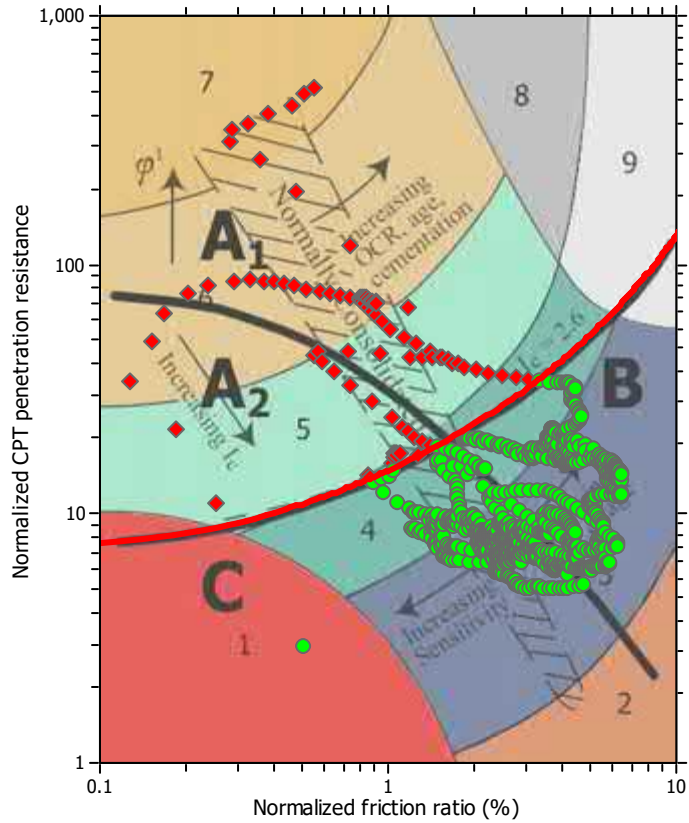 1,000
7
8
9
φ'
Normally Consolidated
Increasing
OCR, age,
cementation
A1
100
6
Ic = 2.6
Increasing Ic
A2
B
5
Normalized CPT penetration resistance
10
4
3
C
Increasing
Sensitivity
1
2
1
0.1
1
10
Normalized friction ratio (%)